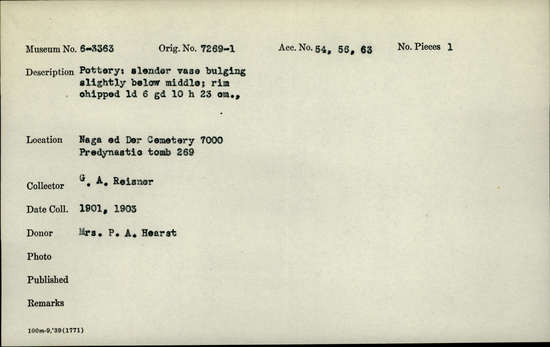 Museum No. 6-3363 Orig. No. 7269-1 Acc. No. 54, 56, 63 No. Pieces 1
Description Pottery: slender vase bulging
slightly below middle; rim
chipped ld 6 gd 10 h 23 cm.,
Location Naga ed Der Cemetery 7000
Predynastic tomb 269
Collector G. A. Reisner
Date Coll. 1901, 1903
Donor Mrs. P. A. Hearst
Photo
Published
Remarks
100m-9,'39(1771)